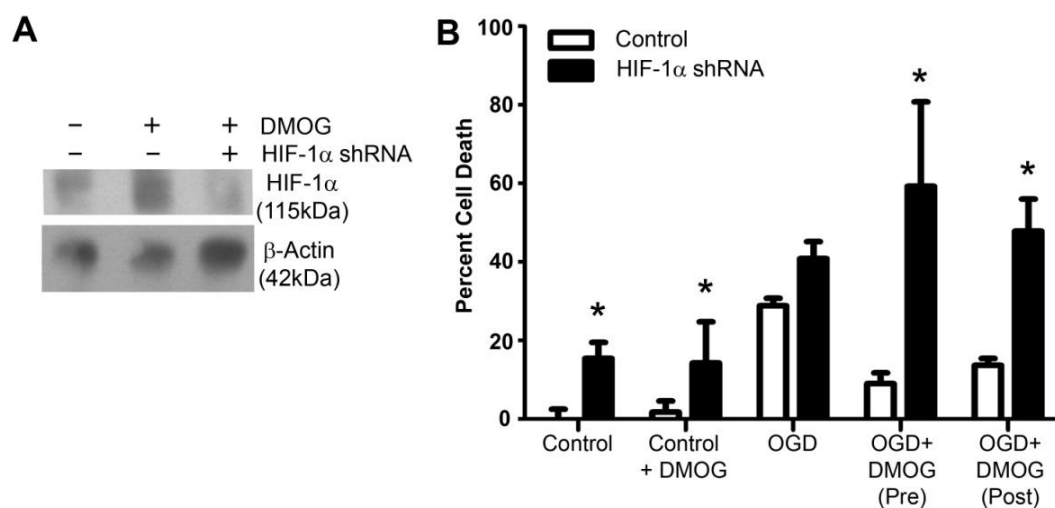 A
− + + DMOG
− − + HIF-1α shRNA
HIF-1α
(115kDa)
β-Actin
(42kDa)
B
Control
HIF-1α shRNA
Percent Cell Death
100
80
60
40
20
0
* * * *
Control
Control
+ DMOG
OGD
OGD+
DMOG
(Pre)
OGD+
DMOG
(Post)